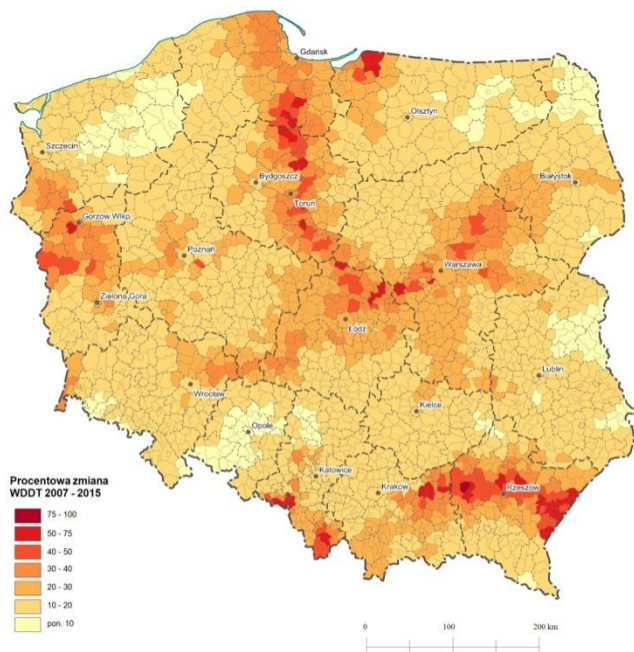 Gdańsk
Olsztyn
Szczecin
Bydgoszcz
Białystok
Toruń
Gorzów Wlkp.
Poznań
Warszawa
Zielona Góra
Łódź
Lublin
Wrocław
Kielce
Opole
Katowice
Kraków
Rzeszów
Procentowa zmiana
WDDT 2007 - 2015
75 - 100
50 - 75
40 - 50
30 - 40
20 - 30
10 - 20
pon. 10
0 100 200 km